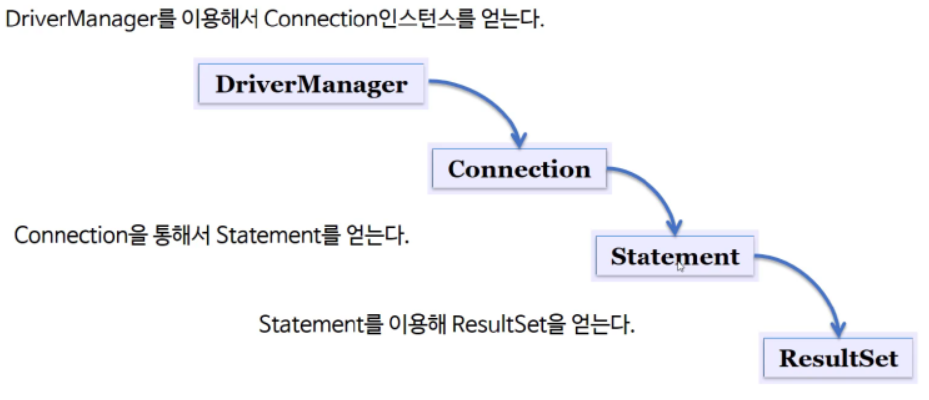 DriverManager를 이용해서 Connection인스턴스를 얻는다.
DriverManager
Connection
Connection을 통해서 Statement를 얻는다.
Statement
Statement를 이용해 ResultSet을 얻는다.
ResultSet